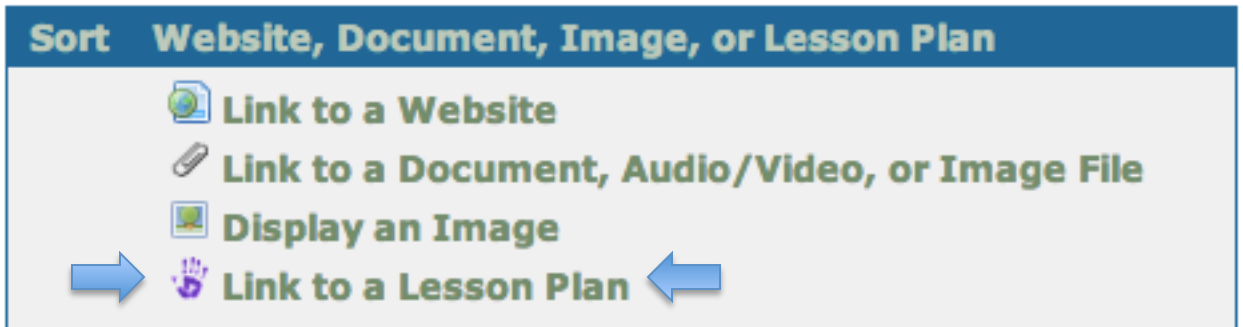 Sort Website, Document, Image, or Lesson Plan
Link to a Website
Link to a Document, Audio/Video, or Image File
Display an Image
Link to a Lesson Plan